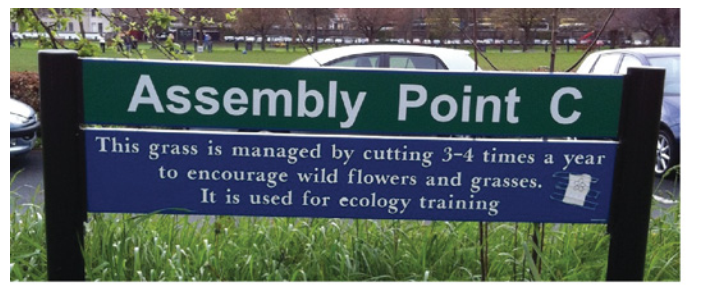 Assembly Point C
This grass is managed by cutting 3-4 times a year
to encourage wild flowers and grasses.
It is used for ecology training